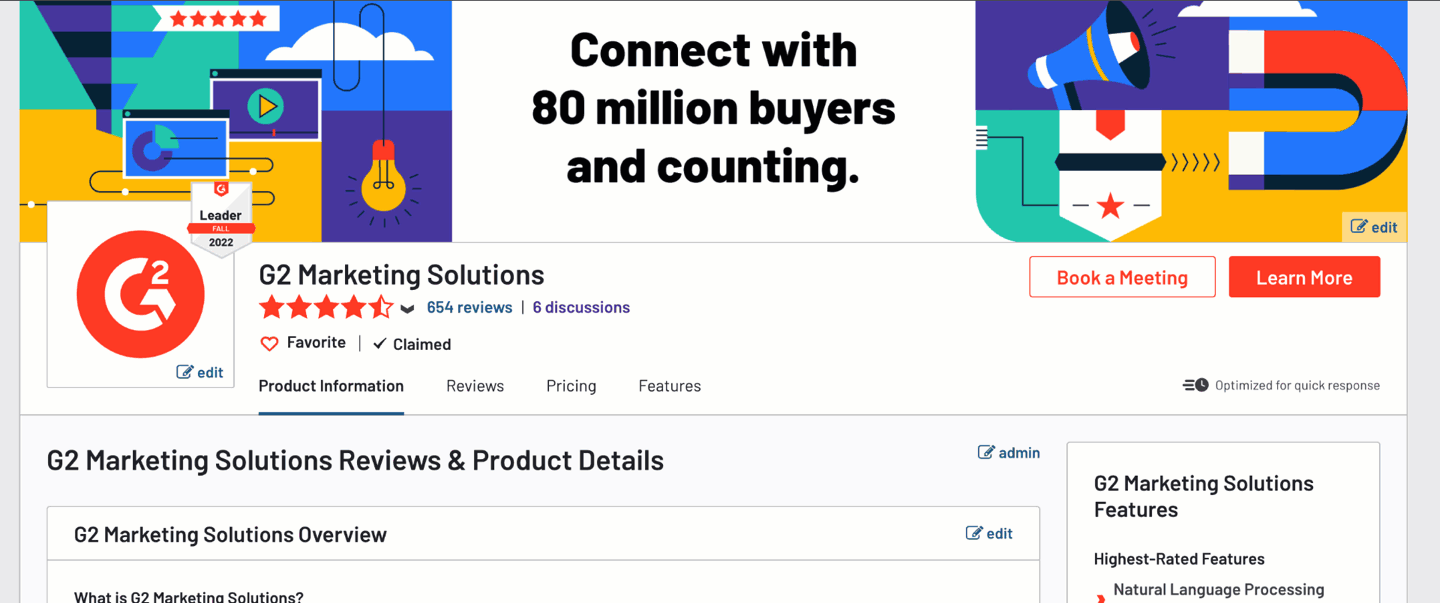 Connect with
80 million buyers
and counting.
edit
Leader
FALL
2022
G2
edit
G2 Marketing Solutions
654 reviews | 6 discussions
Favorite | Claimed
Book a Meeting
Learn More
Product Information Reviews Pricing Features
Optimized for quick response
G2 Marketing Solutions Reviews & Product Details
admin
G2 Marketing Solutions Overview
edit
What is G2 Marketing Solutions?
G2 Marketing Solutions
Features
Highest-Rated Features
Natural Language Processing